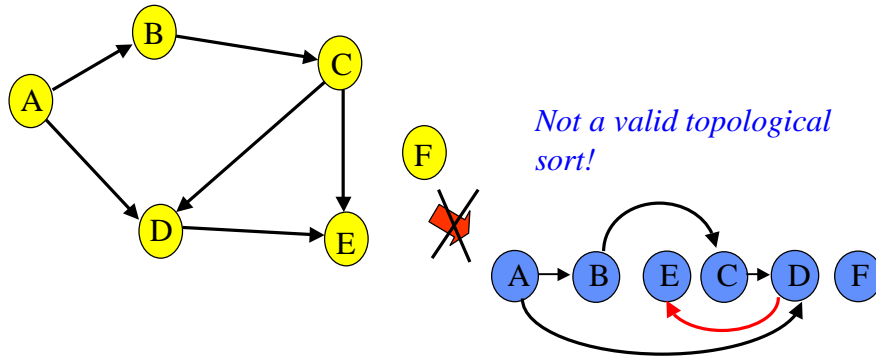 B
C
A
F
D
E
Not a valid topological
sort!
A B E C D F